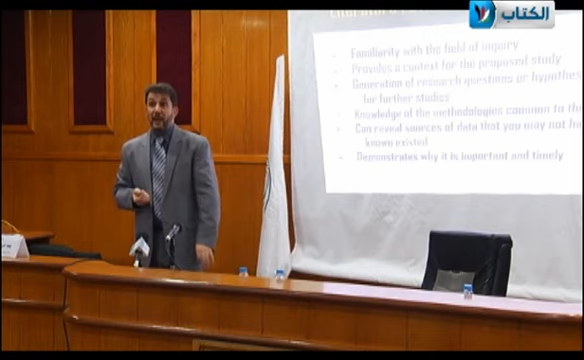 الكتاب
Familiarity with the field of inquiry
Provides a context for the proposed study
Generation of research questions or hypothe
for further studies
Knowledge of the methodologies common to the
Can reveal sources of data that you may not
known existed
Demonstrates why it is important and timely